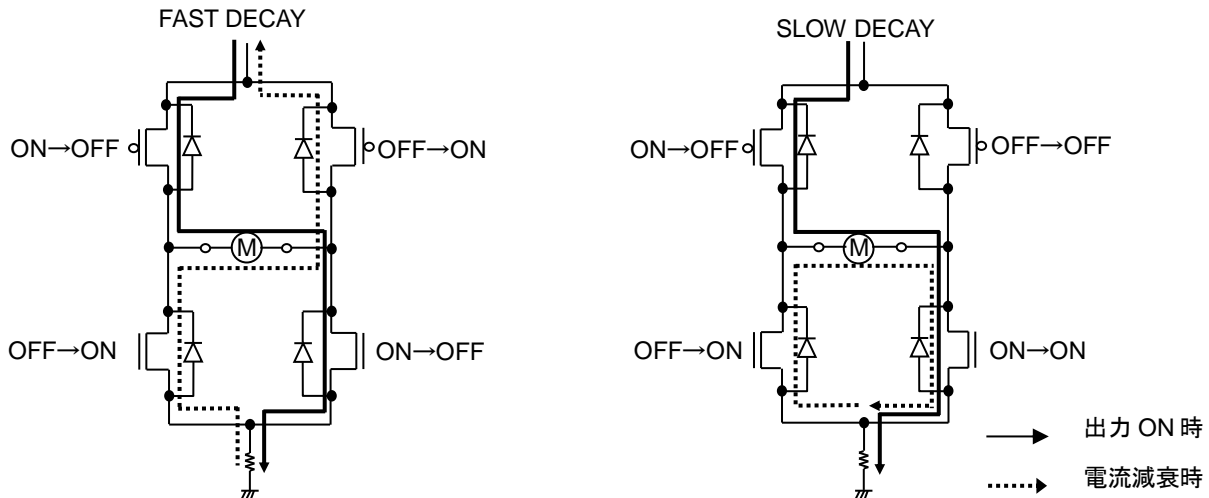 FAST DECAY
SLOW DECAY
ON→OFF
OFF→ON
ON→OFF
OFF→OFF
M
M
OFF→ON
ON→OFF
OFF→ON
ON→ON
出力 ON 時
電流減衰時